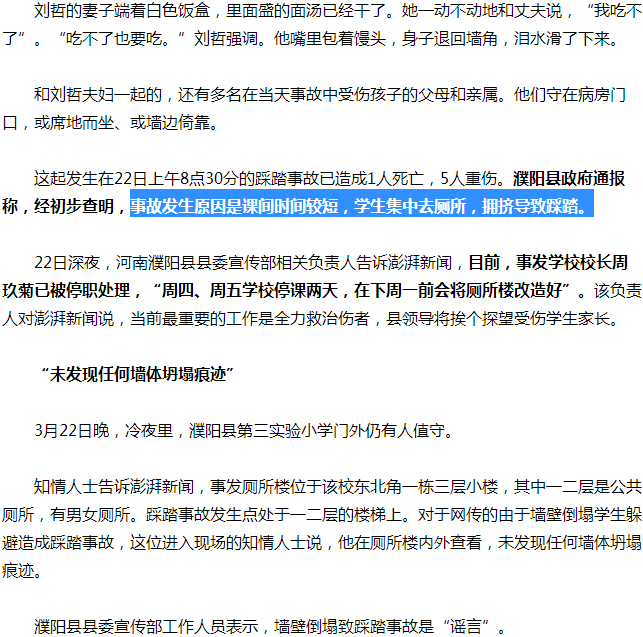 刘哲的妻子端着白色饭盒，里面盛的面汤已经干了。她一动不动地和丈夫说，“我吃不
了”。“吃不了也要吃。”刘哲强调。他嘴里包着馒头，身子退回墙角，泪水滑了下来。
和刘哲夫妇一起的，还有多名在当天事故中受伤孩子的父母和亲属。他们守在病房门
口，或席地而坐、或墙边倚靠。
这起发生在22日上午8点30分的踩踏事故已造成1人死亡，5人重伤。濮阳县政府通报
称，经初步查明，事故发生原因是课间时间较短，学生集中去厕所，拥挤导致踩踏。
22日深夜，河南濮阳县县委宣传部相关负责人告诉澎湃新闻，目前，事发学校校长周
玖菊已被停职处理，“周四、周五学校停课两天，在下周一前会将厕所楼改造好”。该负责
人对澎湃新闻说，当前最重要的工作是全力救治伤者，县领导将挨个探望受伤学生家长。
“未发现任何墙体坍塌痕迹”
3月22日晚，冷夜里，濮阳县第三实验小学门外仍有人值守。
知情人士告诉澎湃新闻，事发厕所楼位于该校东北角一栋三层小楼，其中一二层是公共
厕所，有男女厕所。踩踏事故发生点处于一二层的楼梯上。对于网传的由于墙壁倒塌学生躲
避造成踩踏事故，这位进入现场的知情人士说，他在厕所楼内外查看，未发现任何墙体坍塌
痕迹。
濮阳县县委宣传部工作人员表示，墙壁倒塌致踩踏事故是“谣言”。